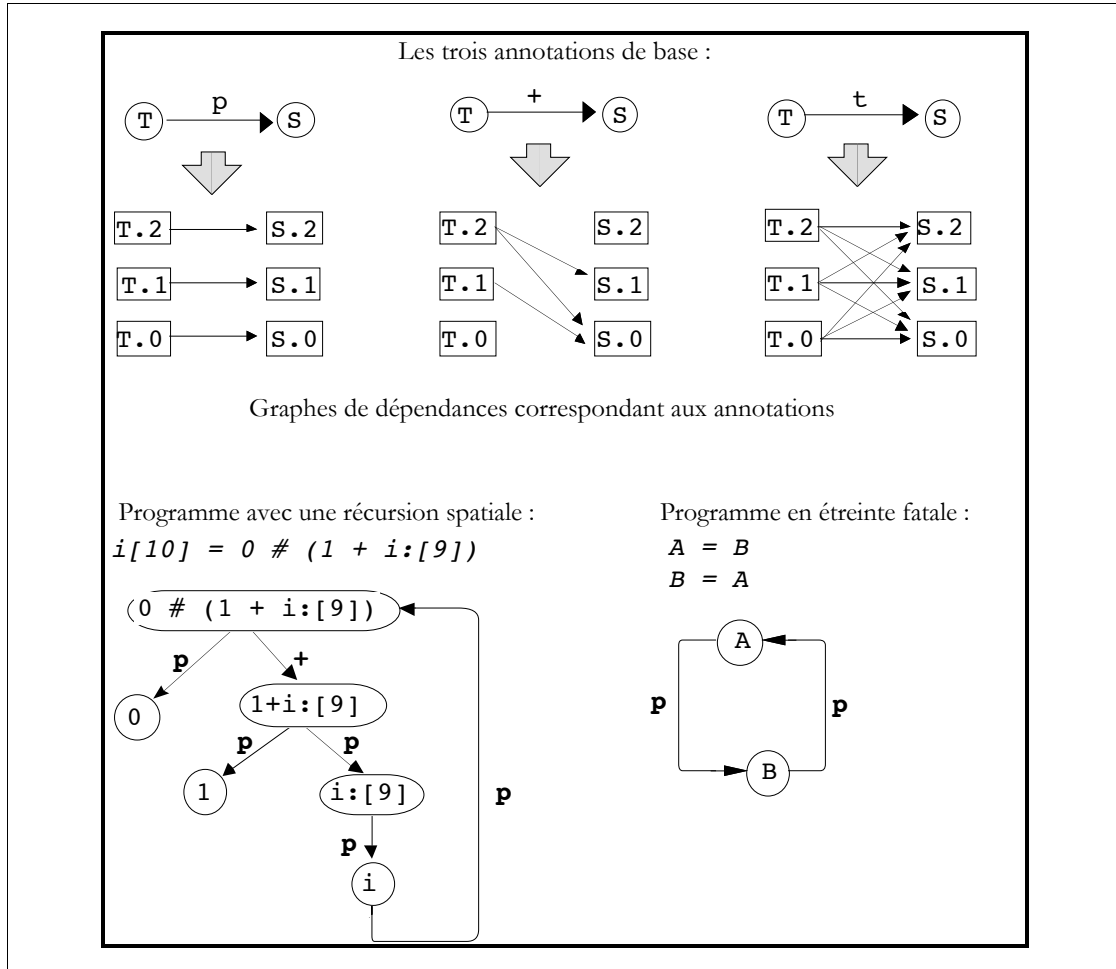 Les trois annotations de base :
T p S
T + S
T t S
T.2 S.2 T.2 S.2 T.2 S.2
T.1 S.1 T.1 S.1 T.1 S.1
T.0 S.0 T.0 S.0 T.0 S.0
Graphes de dépendances correspondant aux annotations
Programme avec une récursion spatiale :
i[10] = 0 # (1 + i:[9])
0 # (1 + i:[9])
p +
0
1+i:[9]
p p
1
i:[9]
p
p
i
Programme en étreinte fatale :
A = B
B = A
A
p p
B